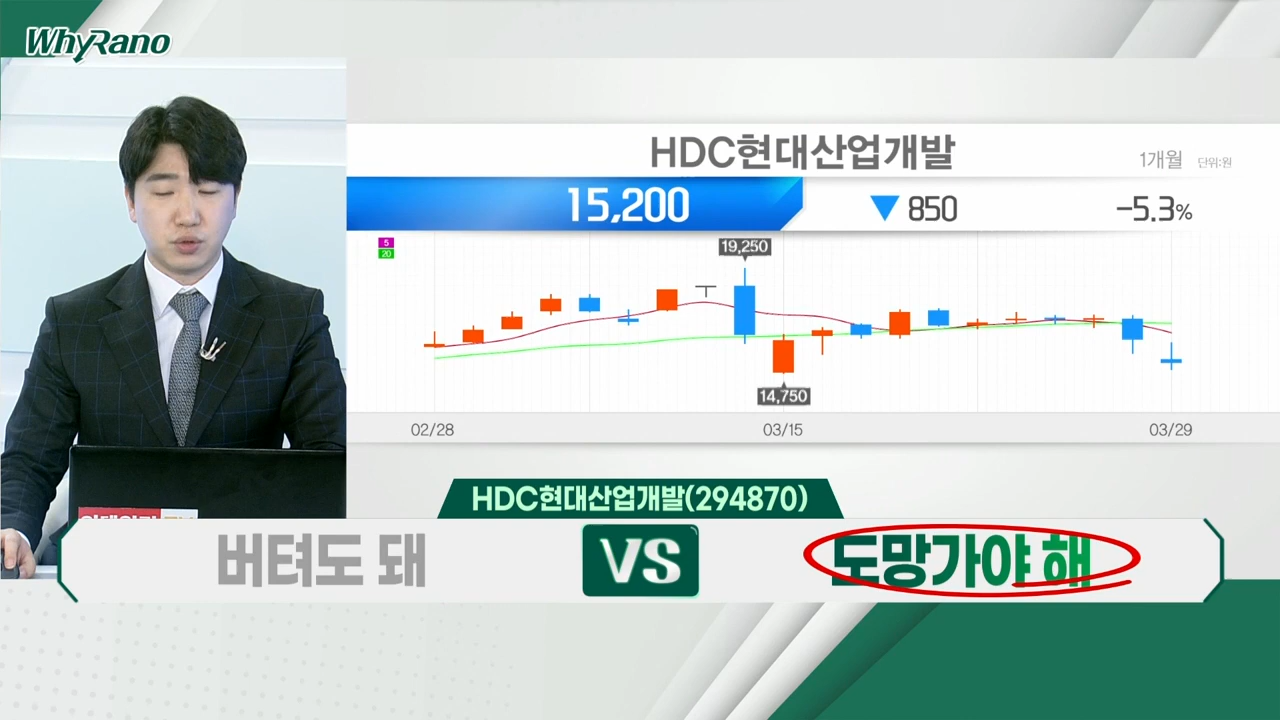 WhyRano
HDC현대산업개발
1개월 단위:원
15,200 ▼ 850 -5.3%
5
20
19,250
14,750
02/28 03/15 03/29
HDC현대산업개발(294870)
버텨도 돼 VS 도망가야 해